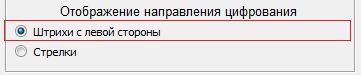 Отображение направления цифрования
Штрихи с левой стороны
Стрелки